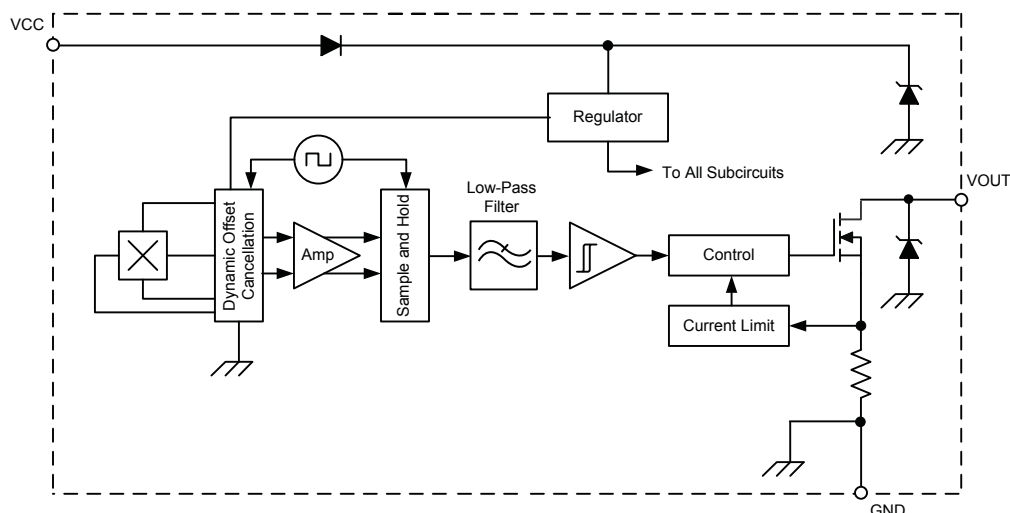 VCC
Regulator
To All Subcircuits
VOUT
Low-Pass
Filter
Dynamic Offset
Cancellation
Amp
Sample and Hold
Control
Current Limit
GND